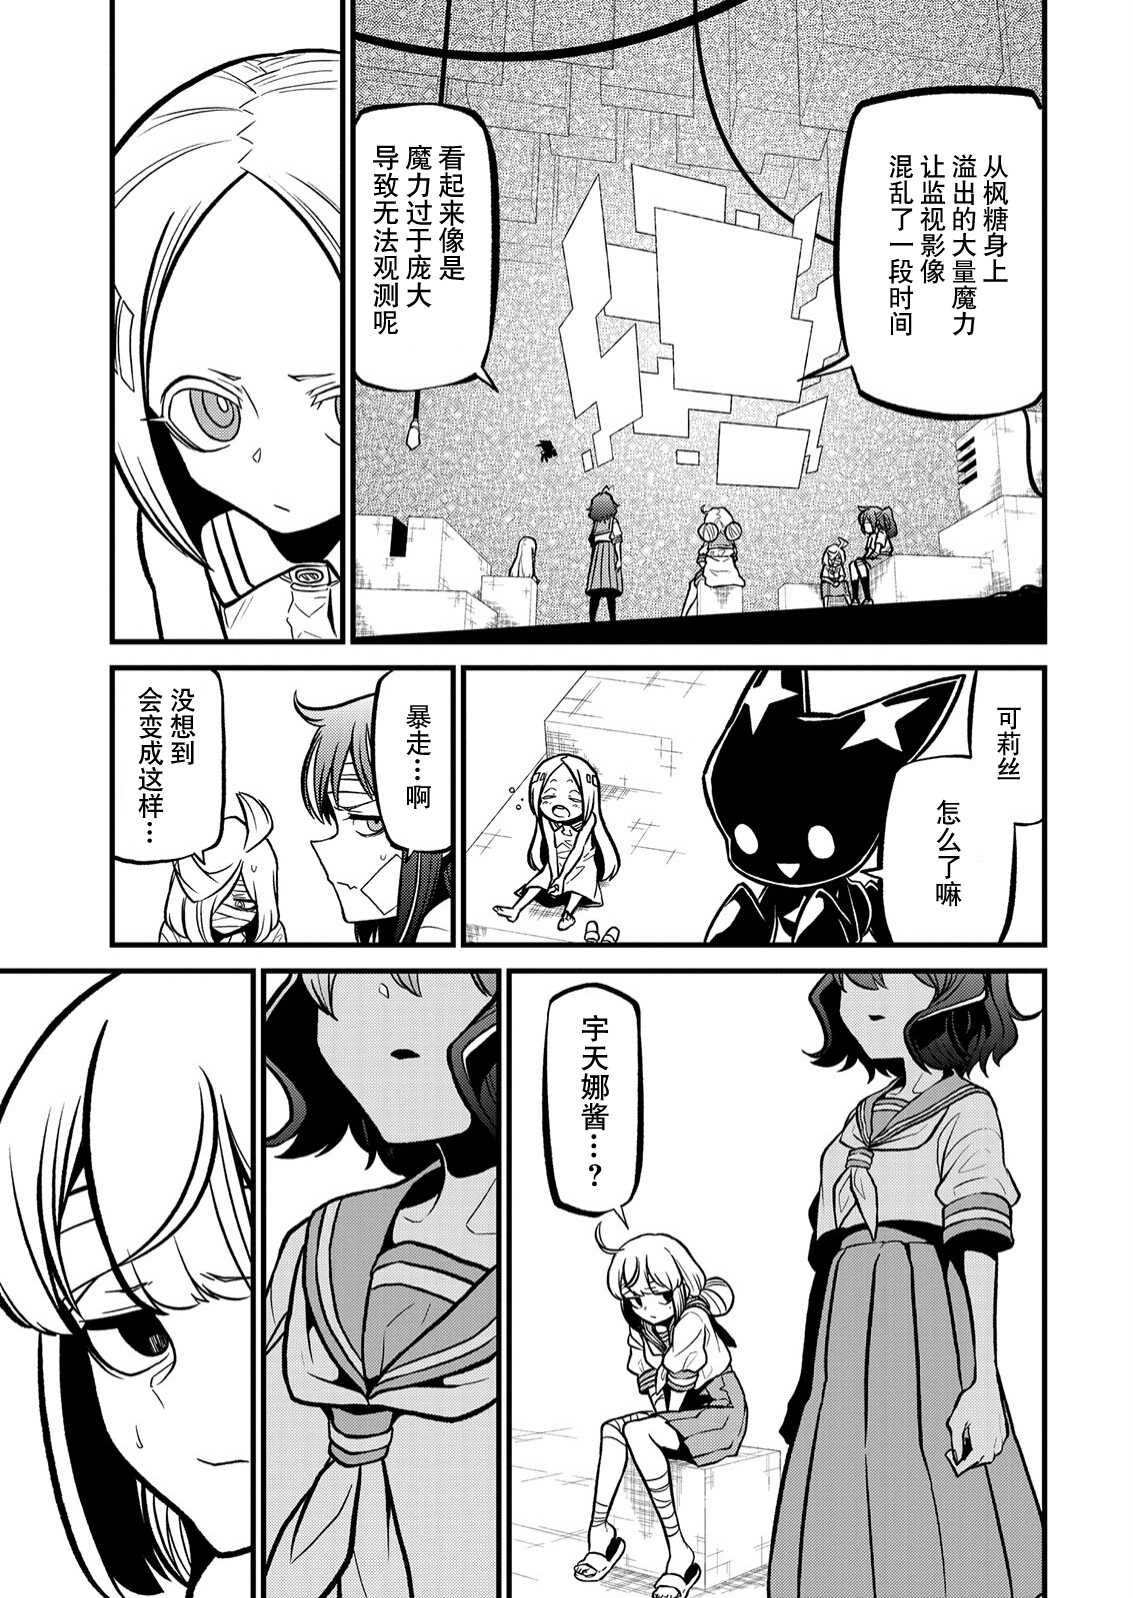 从枫糖身上
溢出的大量魔力
让监视影像
混乱了一段时间
看起来像是
魔力过于庞大
导致无法观测呢
可莉丝
怎么了嘛
暴走…啊
没想到
会变成这样…
宇天娜酱…?